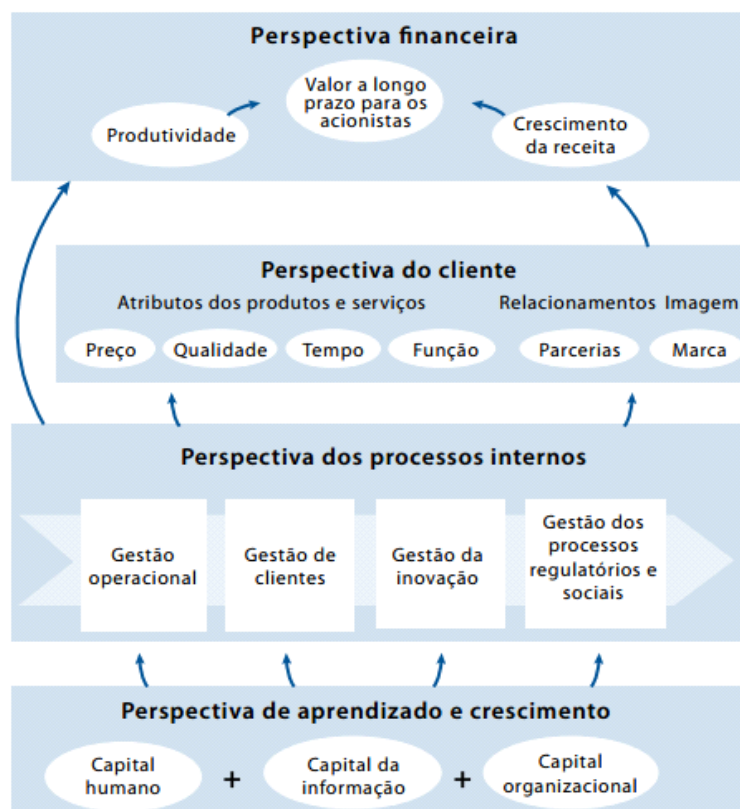 Perspectiva financeira
Valor a longo
prazo para os
acionistas
Produtividade
Crescimento
da receita
Perspectiva do cliente
Atributos dos produtos e serviços
Relacionamentos
Imagem
Preço
Qualidade
Tempo
Função
Parcerias
Marca
Perspectiva dos processos internos
Gestão
operacional
Gestão de
clientes
Gestão da
inovação
Gestão dos
processos
regulatórios e
sociais
Perspectiva de aprendizado e crescimento
Capital
humano
+
Capital da
informação
+
Capital
organizacional